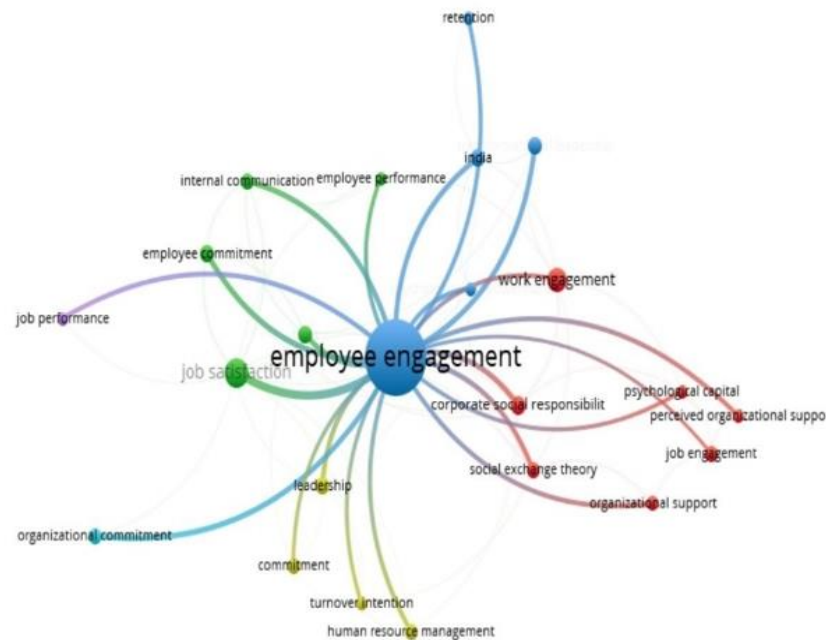 retention
india
internal communication
employee performance
employee commitment
work engagement
job performance
employee engagement
job satisfaction
psychological capital
corporate social responsibilit
perceived organizational suppo
job engagement
social exchange theory
leadership
organizational support
organizational commitment
commitment
turnover intention
human resource management